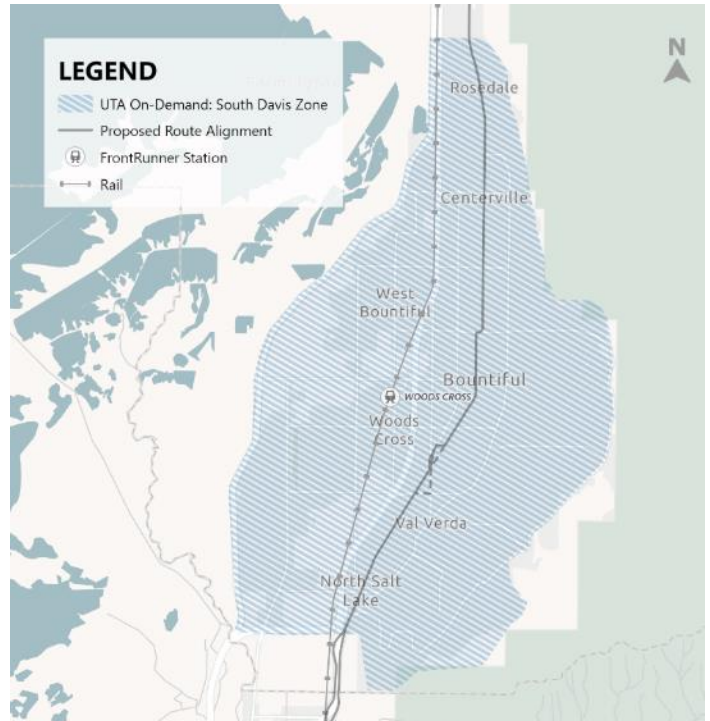 N
LEGEND
UTA On-Demand: South Davis Zone
Proposed Route Alignment
FrontRunner Station
Rail
Rosedale
Centerville
West
Bountiful
Bountiful
WOODS CROSS
Woods
Cross
Val Verda
North Salt
Lake